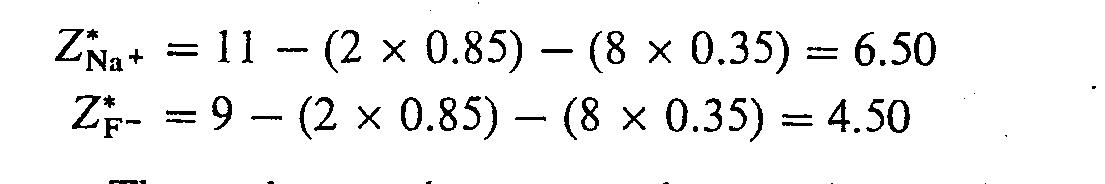 Z*Na+ = 11 − (2 × 0.85) − (8 × 0.35) = 6.50
Z*F− = 9 − (2 × 0.85) − (8 × 0.35) = 4.50